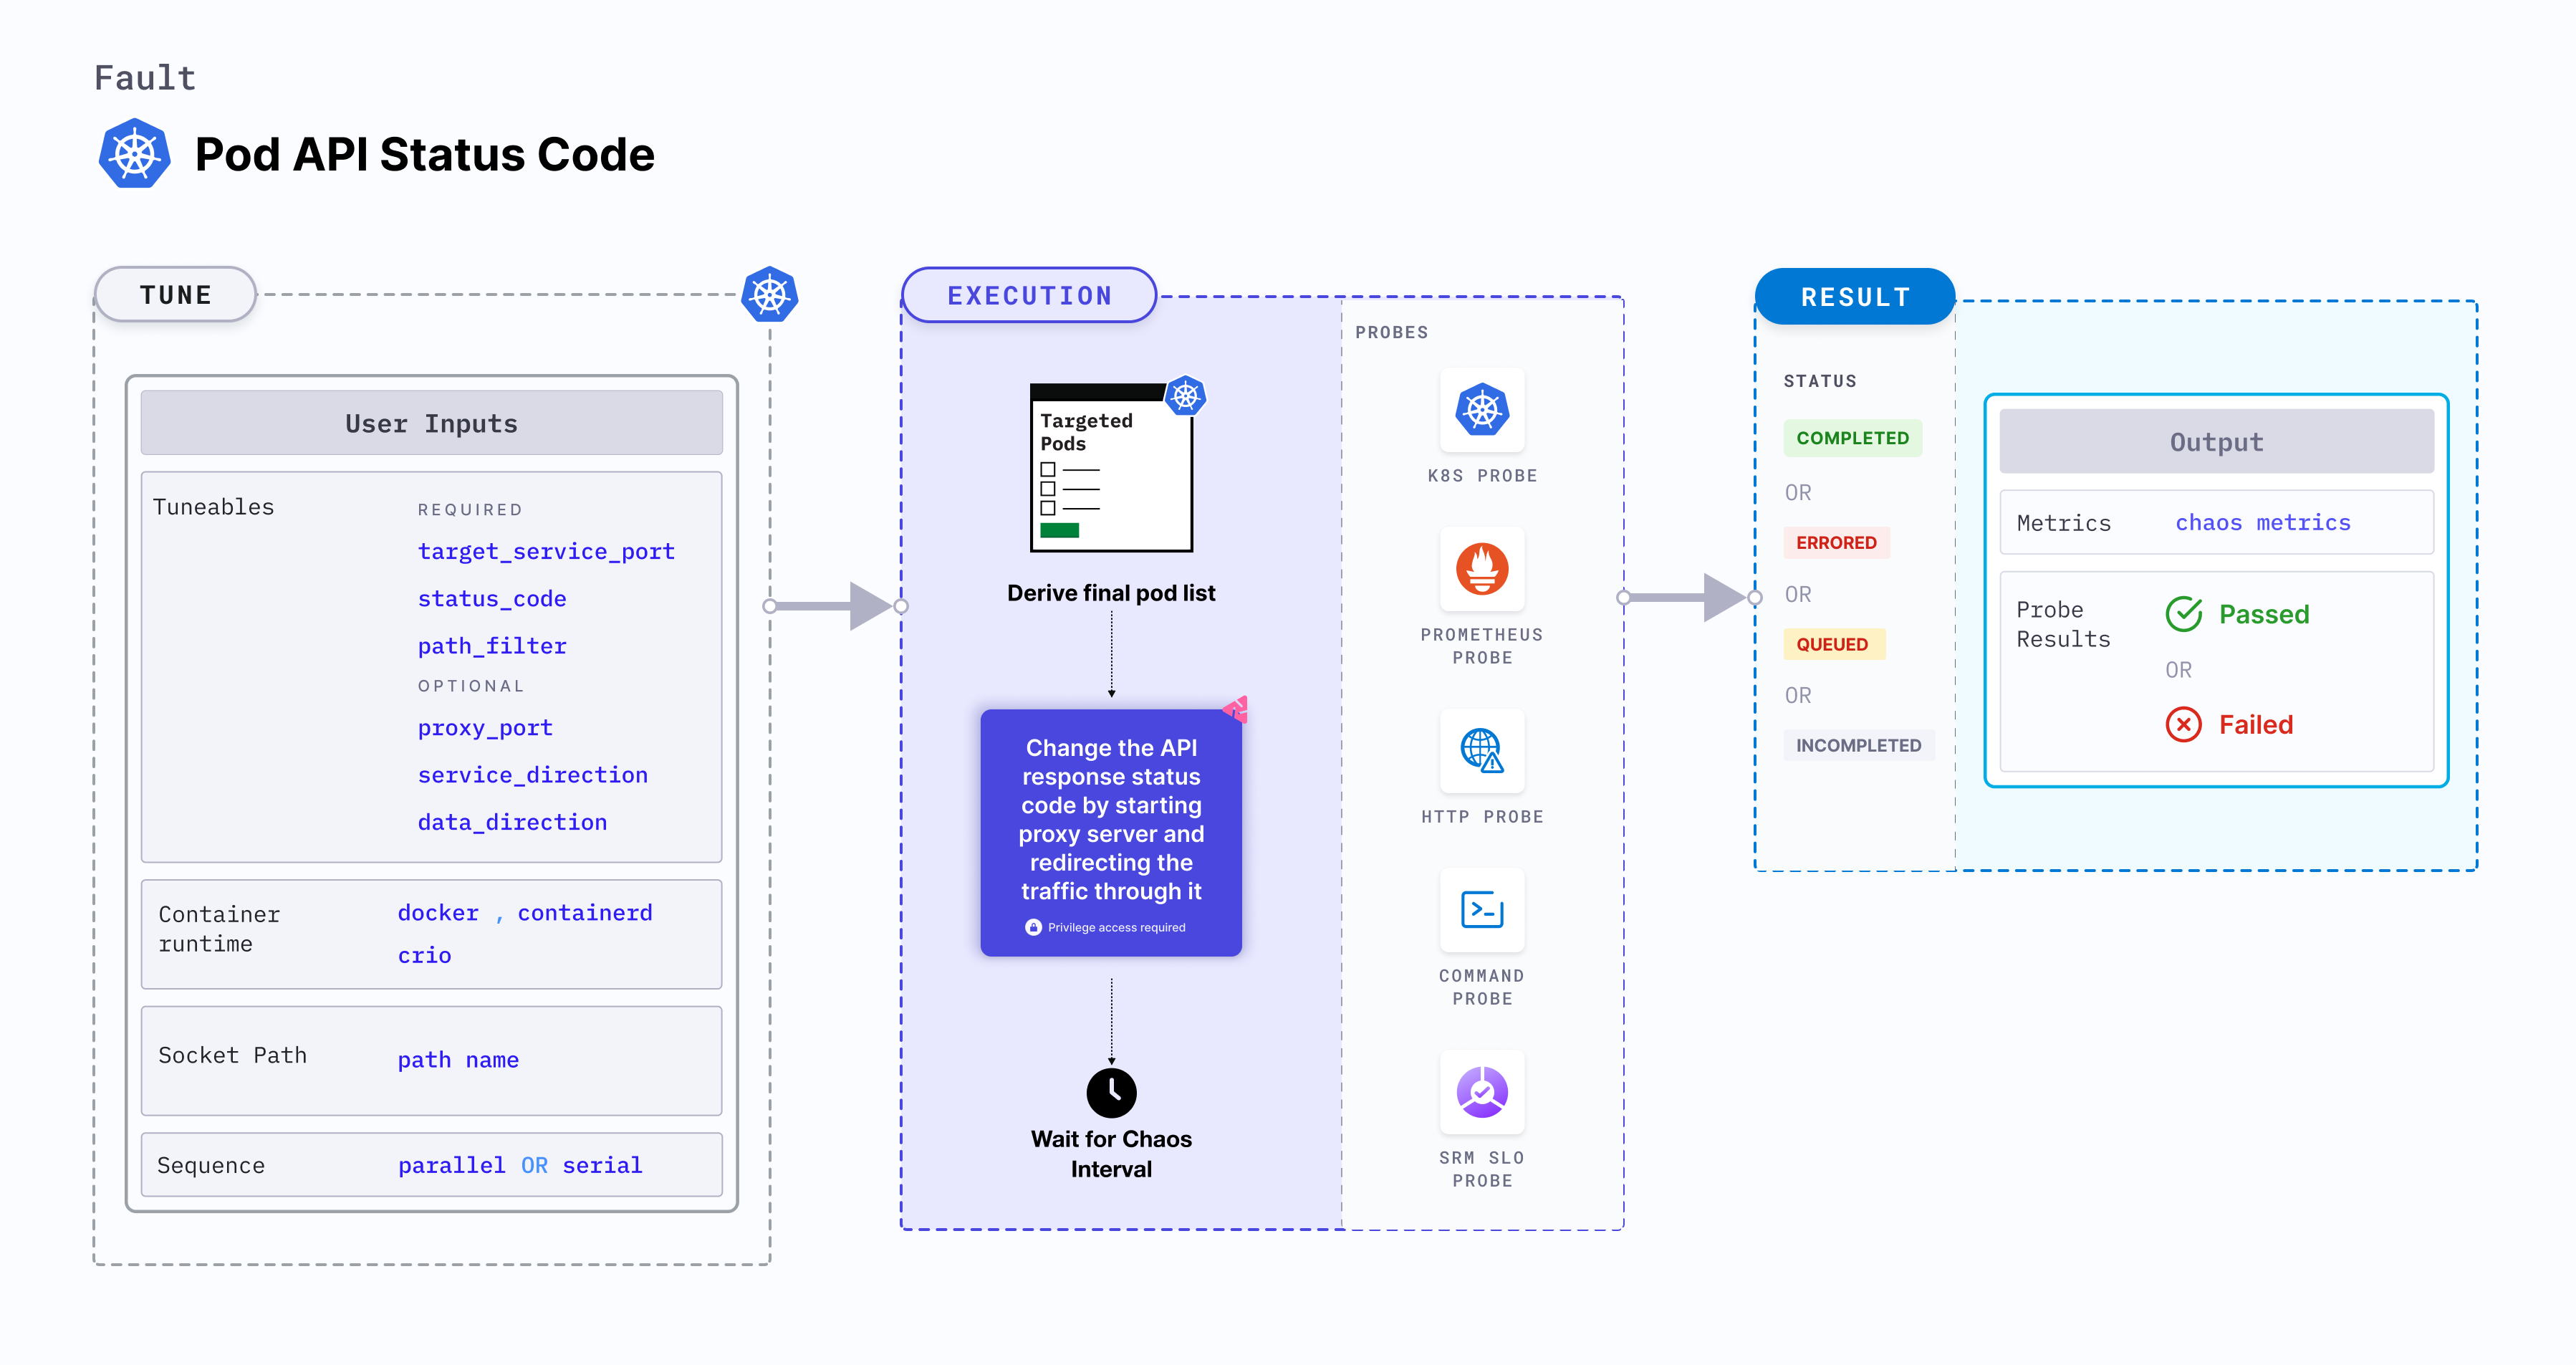 Fault
Pod API Status Code
TUNE
User Inputs
Tuneables
REQUIRED
target_service_port
status_code
path_filter
OPTIONAL
proxy_port
service_direction
data_direction
Container
runtime
docker , containerd
crio
Socket Path
path name
Sequence
parallel OR serial
EXECUTION
Targeted
Pods
Derive final pod list
Change the API
response status
code by starting
proxy server and
redirecting the
traffic through it
Privilege access required
Wait for Chaos
Interval
PROBES
K8S PROBE
PROMETHEUS
PROBE
HTTP PROBE
COMMAND
PROBE
SRM SLO
PROBE
RESULT
STATUS
COMPLETED
OR
ERRORED
OR
QUEUED
OR
INCOMPLETED
Output
Metrics
chaos metrics
Probe
Results
Passed
OR
Failed